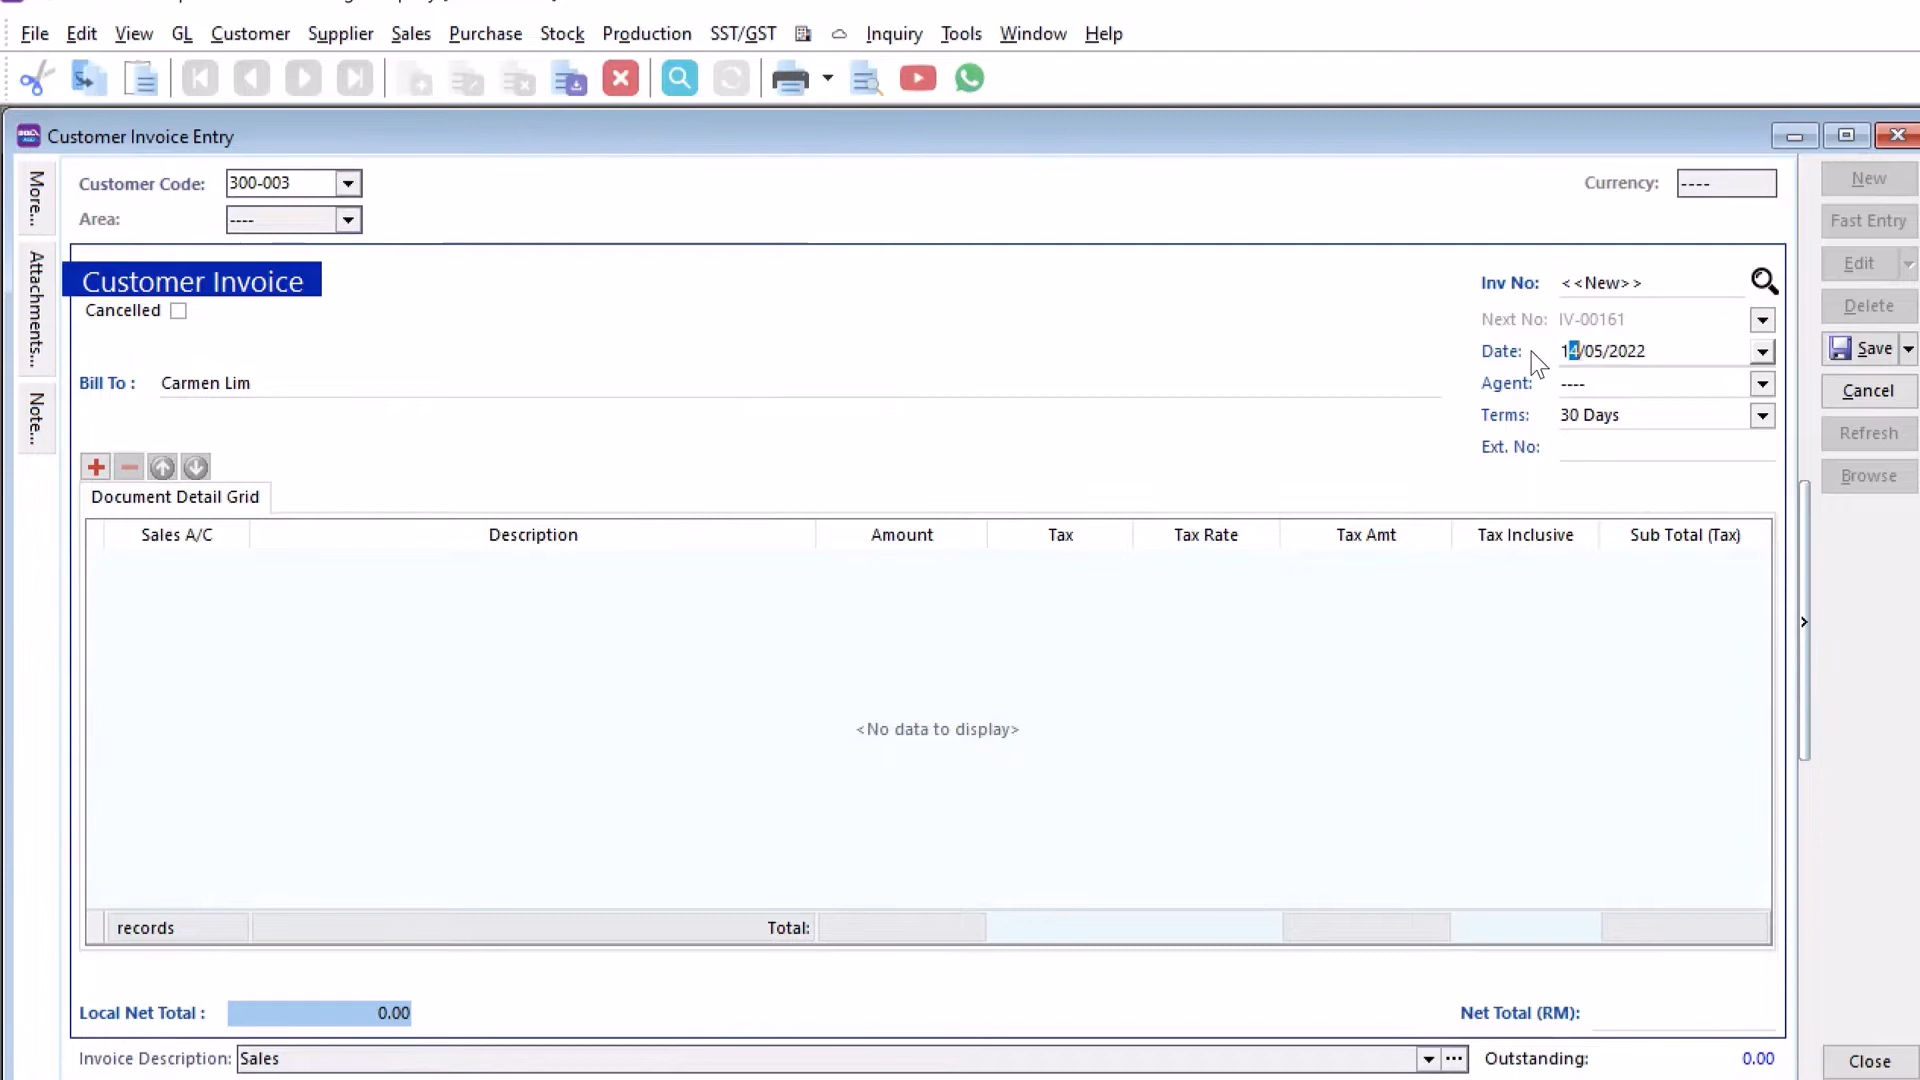 File Edit View GL Customer Supplier Sales Purchase Stock Production SST/GST Inquiry Tools Window Help
Customer Invoice Entry
More...
Attachments...
Note...
Customer Code: 300-003
Currency: ----
Area: ----
Customer Invoice
Cancelled
Inv No: <<New>>
Next No: IV-00161
Date: 14/05/2022
Bill To : Carmen Lim
Agent: ----
Terms: 30 Days
Ext. No:
Document Detail Grid
Sales A/C Description Amount Tax Tax Rate Tax Amt Tax Inclusive Sub Total (Tax)
<No data to display>
records Total:
Local Net Total : 0.00
Net Total (RM):
Invoice Description: Sales
Outstanding: 0.00
New
Fast Entry
Edit
Delete
Save
Cancel
Refresh
Browse
Close